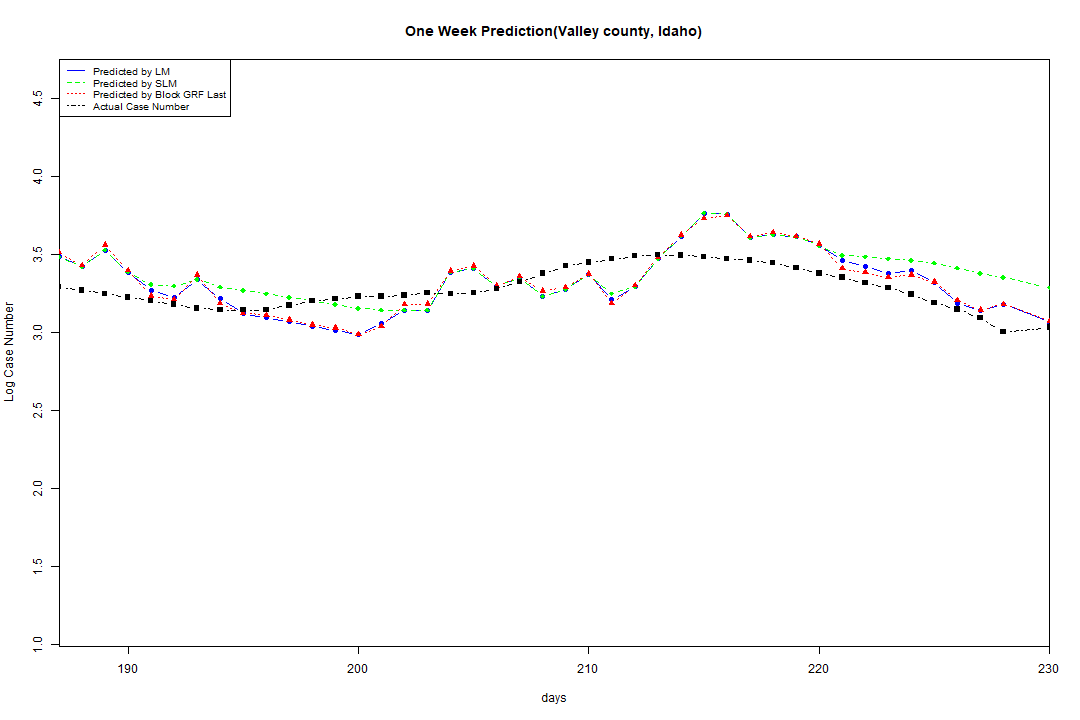 One Week Prediction(Valley county, Idaho)
Predicted by LM
Predicted by SLM
Predicted by Block GRF Last
Actual Case Number
4.5
4.0
3.5
3.0
2.5
2.0
1.5
1.0
Log Case Number
190
200
210
220
230
days